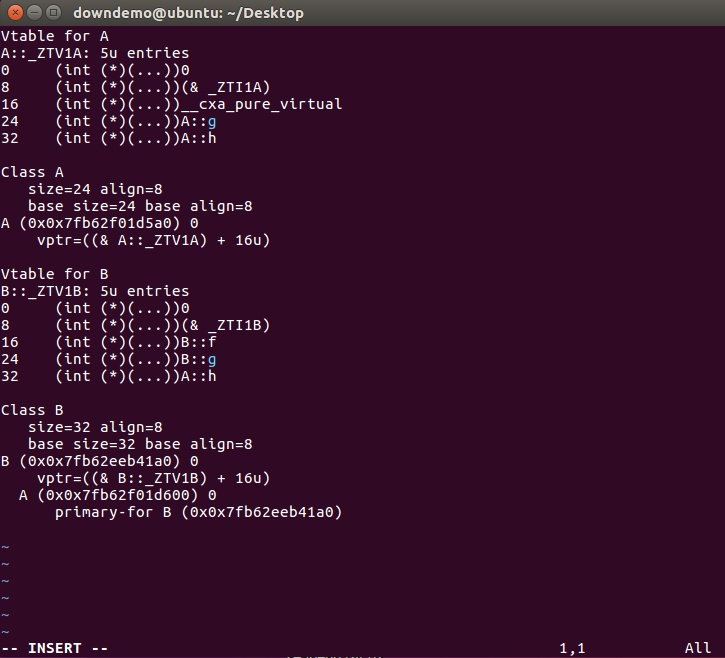 downdemo@ubuntu: ~/Desktop
Vtable for A
A::_ZTV1A: 5u entries
0     (int (*)(...))0
8     (int (*)(...))(& _ZTI1A)
16    (int (*)(...))__cxa_pure_virtual
24    (int (*)(...))A::g
32    (int (*)(...))A::h

Class A
   size=24 align=8
   base size=24 base align=8
A (0x0x7fb62f01d5a0) 0
    vptr=((& A::_ZTV1A) + 16u)

Vtable for B
B::_ZTV1B: 5u entries
0     (int (*)(...))0
8     (int (*)(...))(& _ZTI1B)
16    (int (*)(...))B::f
24    (int (*)(...))B::g
32    (int (*)(...))A::h

Class B
   size=32 align=8
   base size=32 base align=8
B (0x0x7fb62eeb41a0) 0
    vptr=((& B::_ZTV1B) + 16u)
  A (0x0x7fb62f01d600) 0
      primary-for B (0x0x7fb62eeb41a0)

~
~
~
~
~
~
-- INSERT --                                                  1,1           All